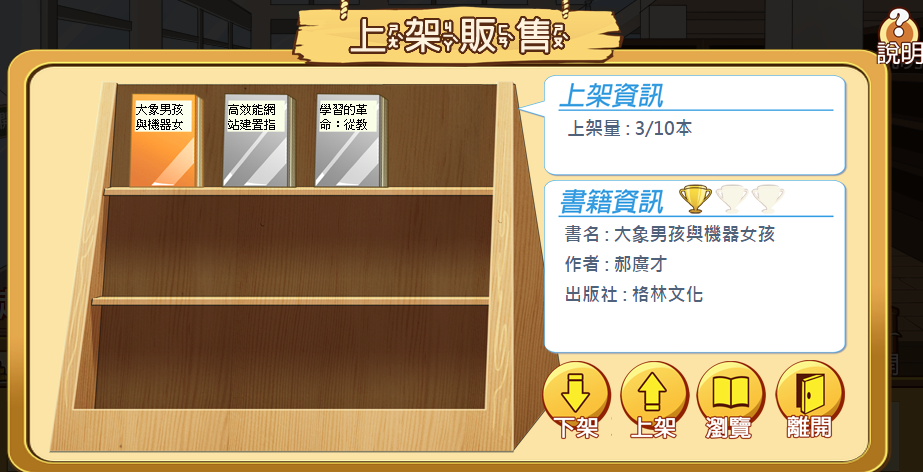 上架販售
說明
大象男孩
與機器女
高效能網
站建置指
學習的革
命：從教
上架資訊
上架量 : 3/10本
書籍資訊
書名 : 大象男孩與機器女孩
作者 : 郝廣才
出版社 : 格林文化
下架
上架
瀏覽
離開